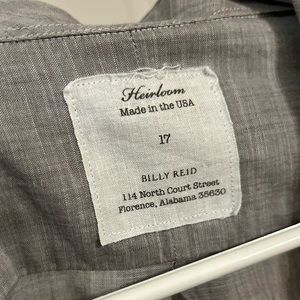 Heirloom
Made in the USA
17
BILLY REID
114 North Court Street
Florence, Alabama 35630